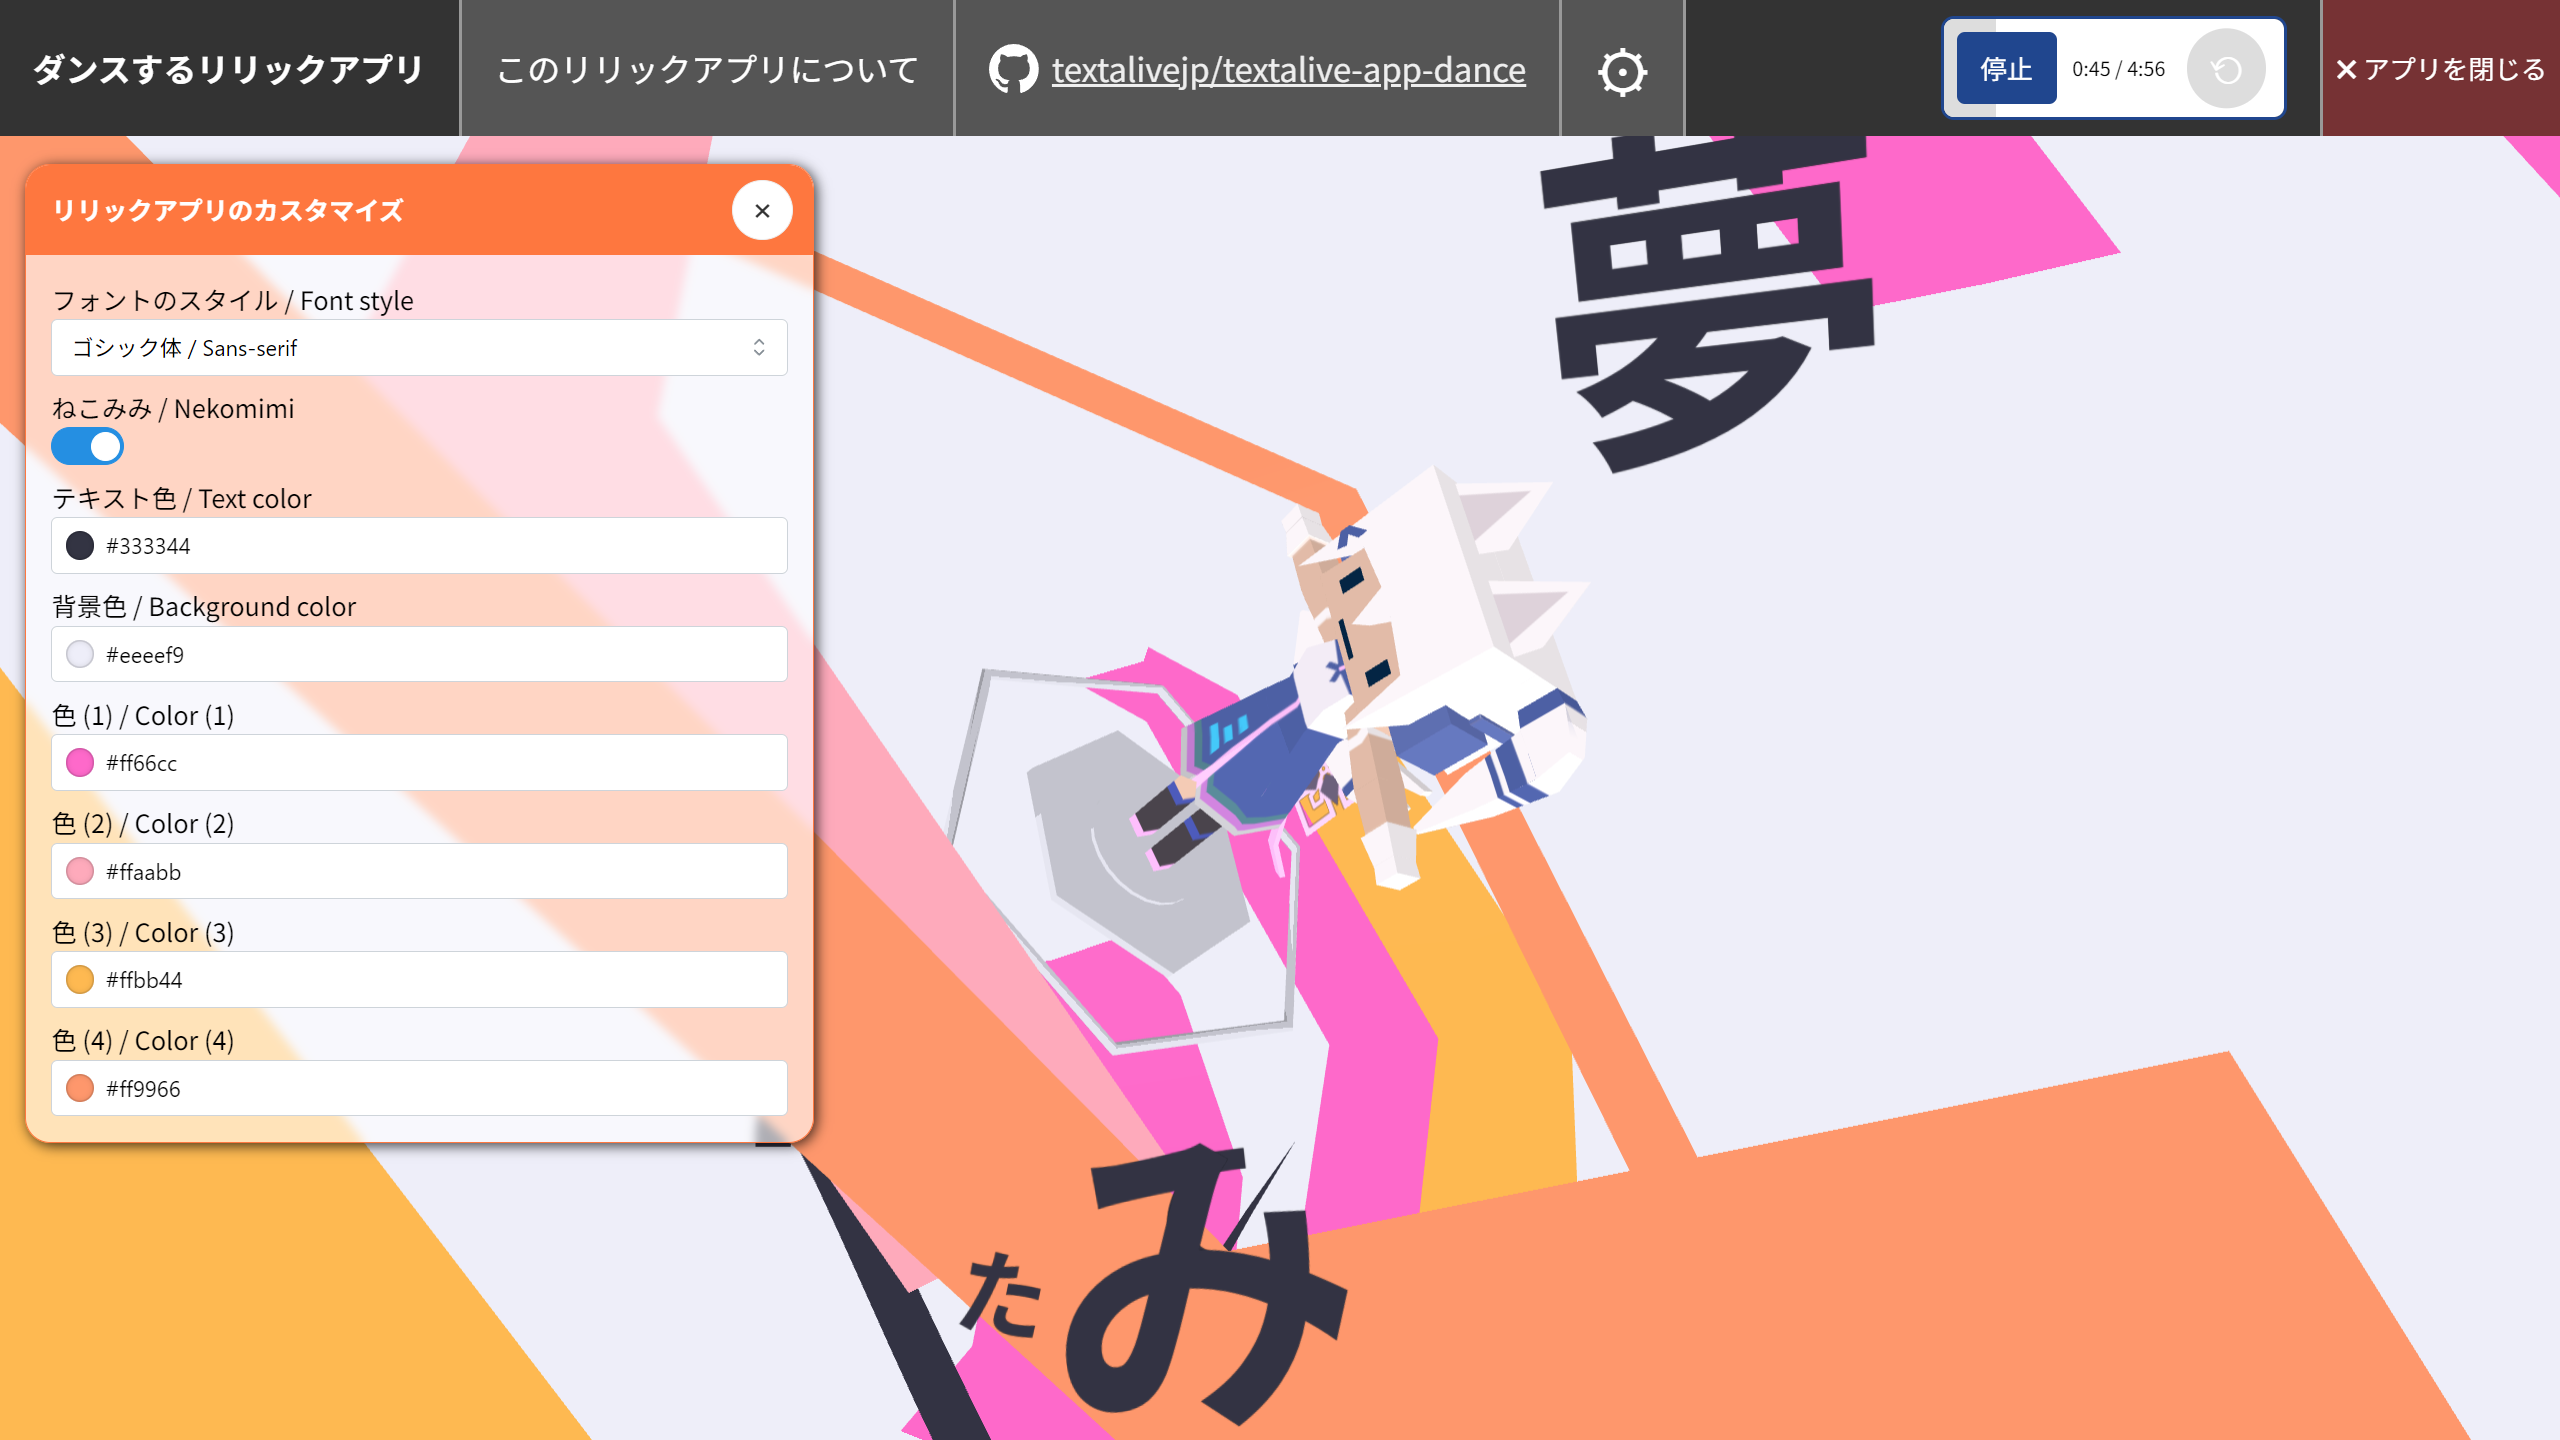 ダンスするリリックアプリ
このリリックアプリについて
textalivejp/textalive-app-dance
停止
0:45 / 4:56
アプリを閉じる
リリックアプリのカスタマイズ
フォントのスタイル / Font style
ゴシック体 / Sans-serif
ねこみみ / Nekomimi
テキスト色 / Text color
#333344
背景色 / Background color
#eeeef9
色 (1) / Color (1)
#ff66cc
色 (2) / Color (2)
#ffaabb
色 (3) / Color (3)
#ffbb44
色 (4) / Color (4)
#ff9966
夢
み
た